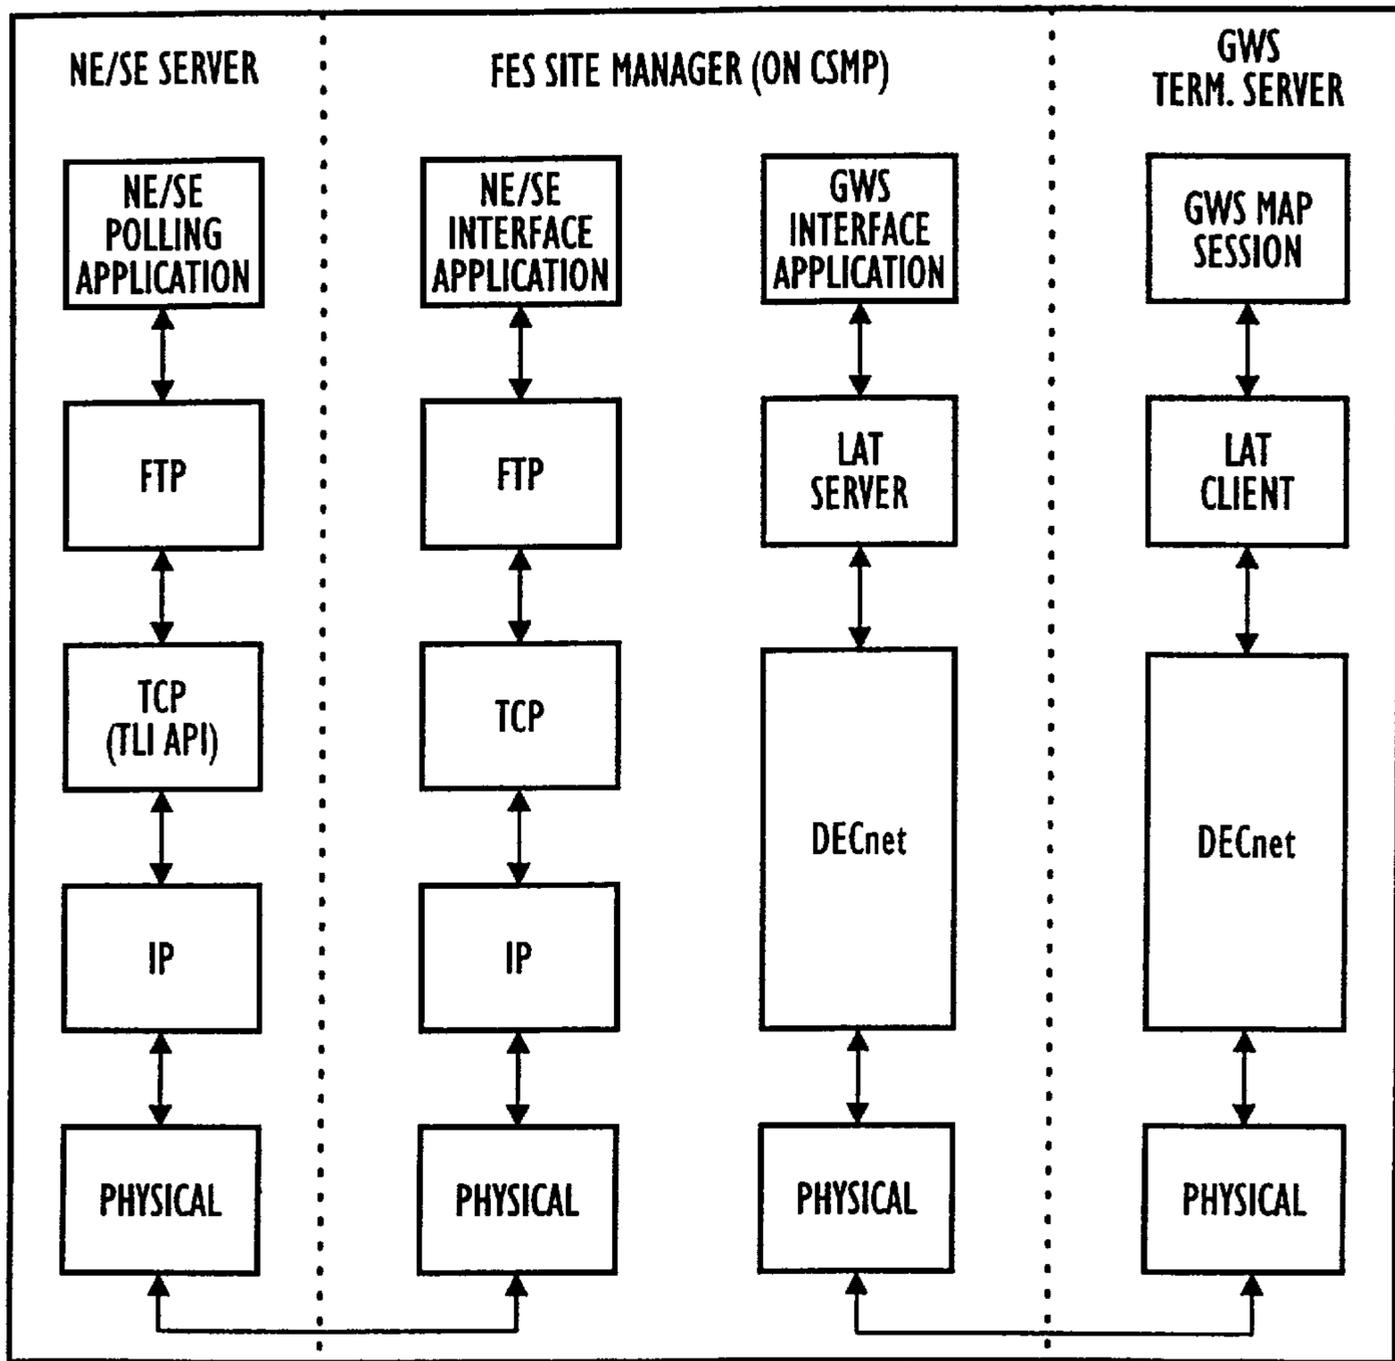 NE/SE SERVER
FES SITE MANAGER (ON CSMP)
GWS
TERM. SERVER
NE/SE
POLLING
APPLICATION
NE/SE
INTERFACE
APPLICATION
GWS
INTERFACE
APPLICATION
GWS MAP
SESSION
FTP
FTP
LAT
SERVER
LAT
CLIENT
TCP
(TLI API)
TCP
DECnet
DECnet
IP
IP
PHYSICAL
PHYSICAL
PHYSICAL
PHYSICAL